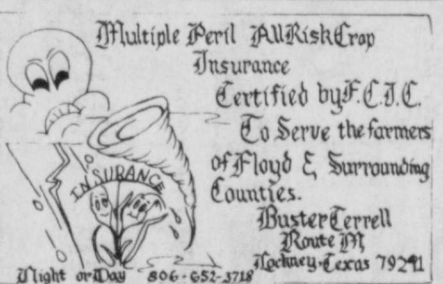 Multiple Peril All Risk Crop
Insurance
Certified by F.C.I.C.
To Serve the farmers
of Floyd & Surrounding
Counties.
INSURANCE
Buster Terrell
Route M
Lockney, Texas 79241
Night or Day 806-652-3718